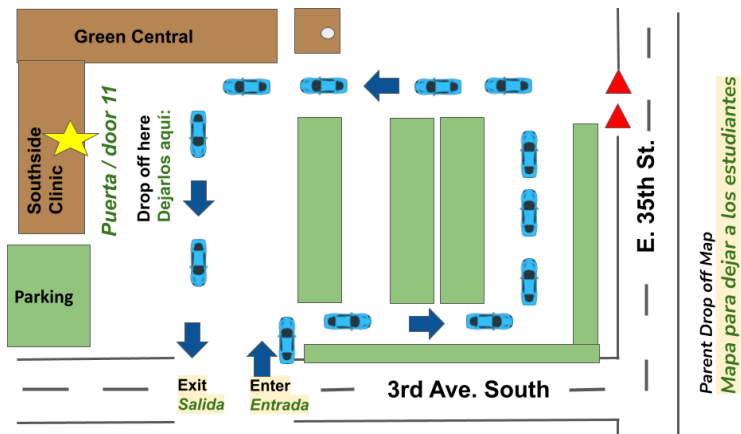 Green Central
Southside
Clinic
Puerta / door 11
Drop off here
Dejarlos aquí:
Parking
Exit
Salida
Enter
Entrada
3rd Ave. South
E. 35th St.
Parent Drop off Map
Mapa para dejar a los estudiantes